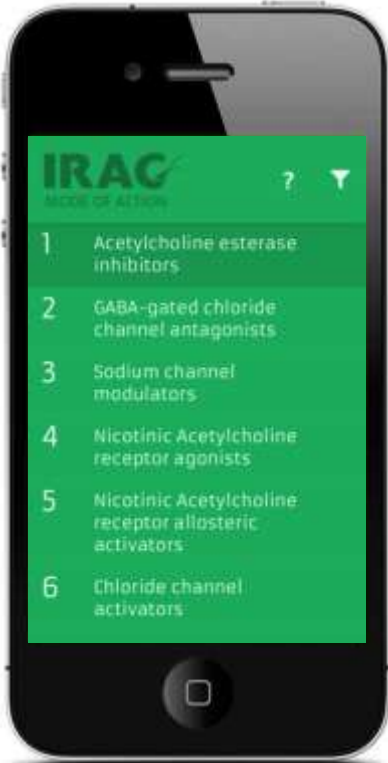 IRAC
MODE OF ACTION
?
1 Acetylcholine esterase
inhibitors
2 GABA-gated chloride
channel antagonists
3 Sodium channel
modulators
4 Nicotinic Acetylcholine
receptor agonists
5 Nicotinic Acetylcholine
receptor allosteric
activators
6 Chloride channel
activators